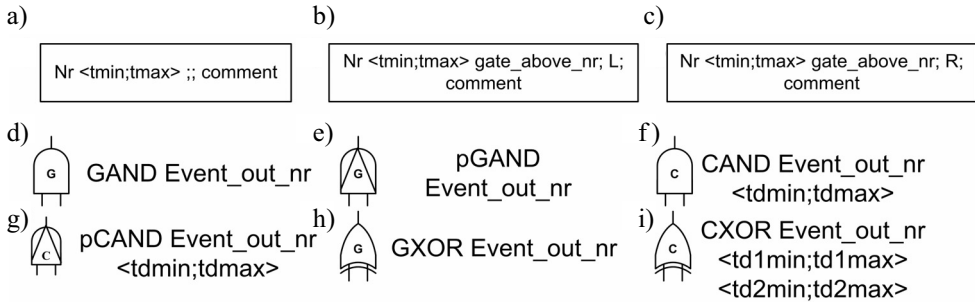 a)
b)
c)
Nr <tmin;tmax> ;; comment
Nr <tmin;tmax> gate_above_nr; L;
comment
Nr <tmin;tmax> gate_above_nr; R;
comment
d)
G
GAND Event_out_nr
e)
G
pGAND
Event_out_nr
f)
C
CAND Event_out_nr
<tdmin;tdmax>
g)
C
pCAND Event_out_nr
<tdmin;tdmax>
h)
G
GXOR Event_out_nr
i)
C
CXOR Event_out_nr
<td1min;td1max>
<td2min;td2max>